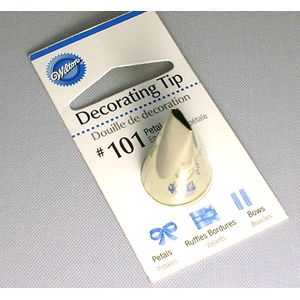 Wilton
Decorating Tip
Douille de décoration
# 101 Petal
Petals
Pétales
Ruffles Bordures
Volants
Bows
Boucles